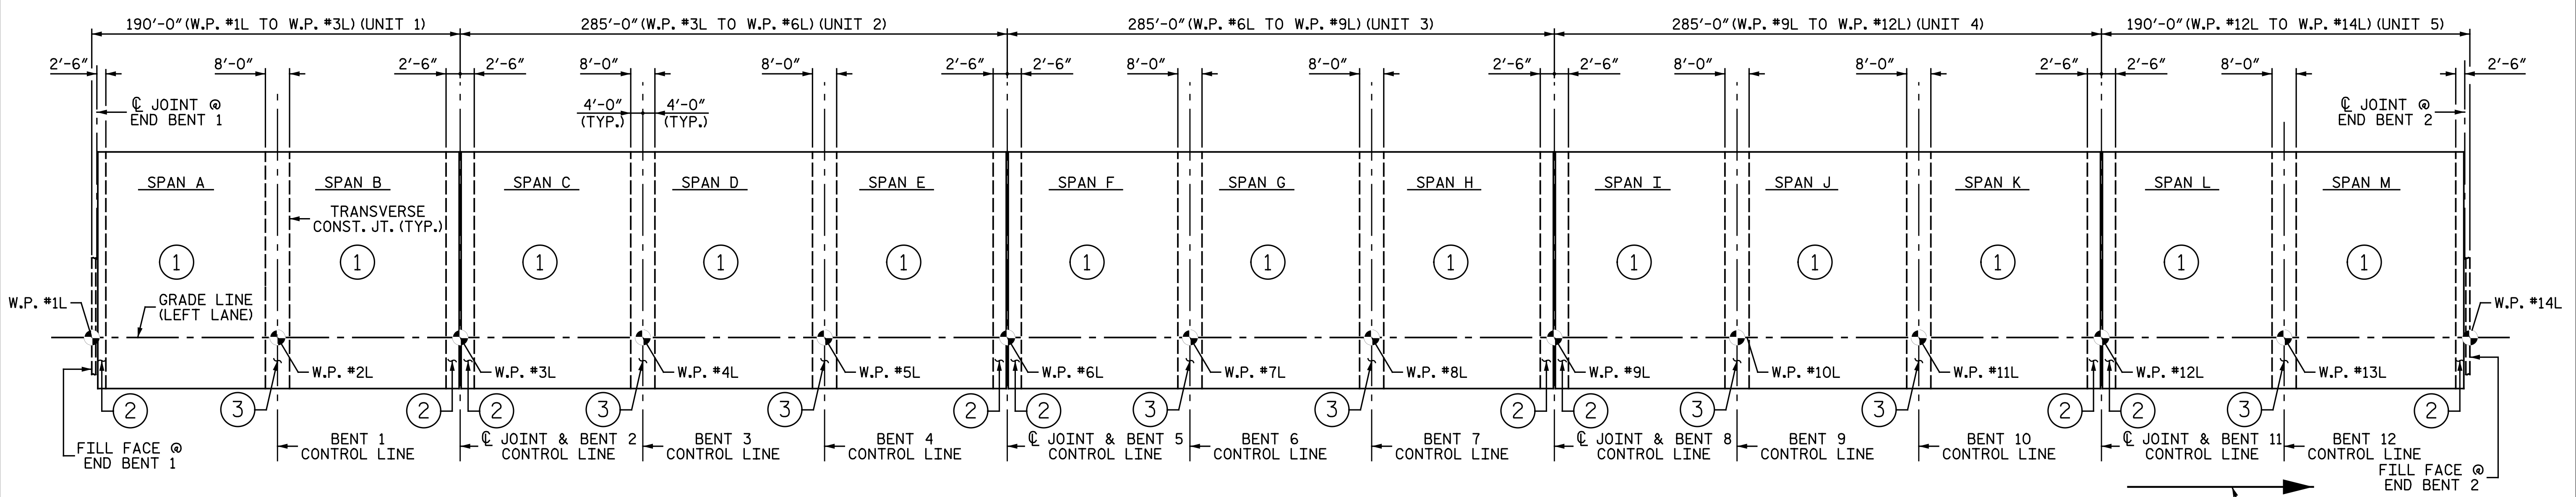 190'-0" (W.P. #1L TO W.P. #3L) (UNIT 1)
285'-0" (W.P. #3L TO W.P. #6L) (UNIT 2)
285'-0" (W.P. #6L TO W.P. #9L) (UNIT 3)
285'-0" (W.P. #9L TO W.P. #12L) (UNIT 4)
190'-0" (W.P. #12L TO W.P. #14L) (UNIT 5)
2'-6"
8'-0"
2'-6"
2'-6"
8'-0"
8'-0"
2'-6"
2'-6"
8'-0"
8'-0"
2'-6"
2'-6"
8'-0"
8'-0"
2'-6"
2'-6"
8'-0"
2'-6"
℄ JOINT @
END BENT 1
4'-0"
(TYP.)
4'-0"
(TYP.)
℄ JOINT @
END BENT 2
SPAN A
SPAN B
SPAN C
SPAN D
SPAN E
SPAN F
SPAN G
SPAN H
SPAN I
SPAN J
SPAN K
SPAN L
SPAN M
TRANSVERSE
CONST. JT. (TYP.)
1
1
1
1
1
1
1
1
1
1
1
1
1
W.P. #1L
GRADE LINE
(LEFT LANE)
W.P. #14L
W.P. #2L
W.P. #3L
W.P. #4L
W.P. #5L
W.P. #6L
W.P. #7L
W.P. #8L
W.P. #9L
W.P. #10L
W.P. #11L
W.P. #12L
W.P. #13L
2
3
2
2
3
3
2
2
3
3
2
2
3
3
2
2
3
2
FILL FACE @
END BENT 1
BENT 1
CONTROL LINE
℄ JOINT & BENT 2
CONTROL LINE
BENT 3
CONTROL LINE
BENT 4
CONTROL LINE
℄ JOINT & BENT 5
CONTROL LINE
BENT 6
CONTROL LINE
BENT 7
CONTROL LINE
℄ JOINT & BENT 8
CONTROL LINE
BENT 9
CONTROL LINE
BENT 10
CONTROL LINE
℄ JOINT & BENT 11
CONTROL LINE
BENT 12
CONTROL LINE
FILL FACE @
END BENT 2